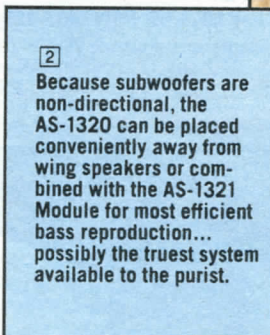 2
Because subwoofers are
non-directional, the
AS-1320 can be placed
conveniently away from
wing speakers or com-
bined with the AS-1321
Module for most efficient
bass reproduction...
possibly the truest system
available to the purist.